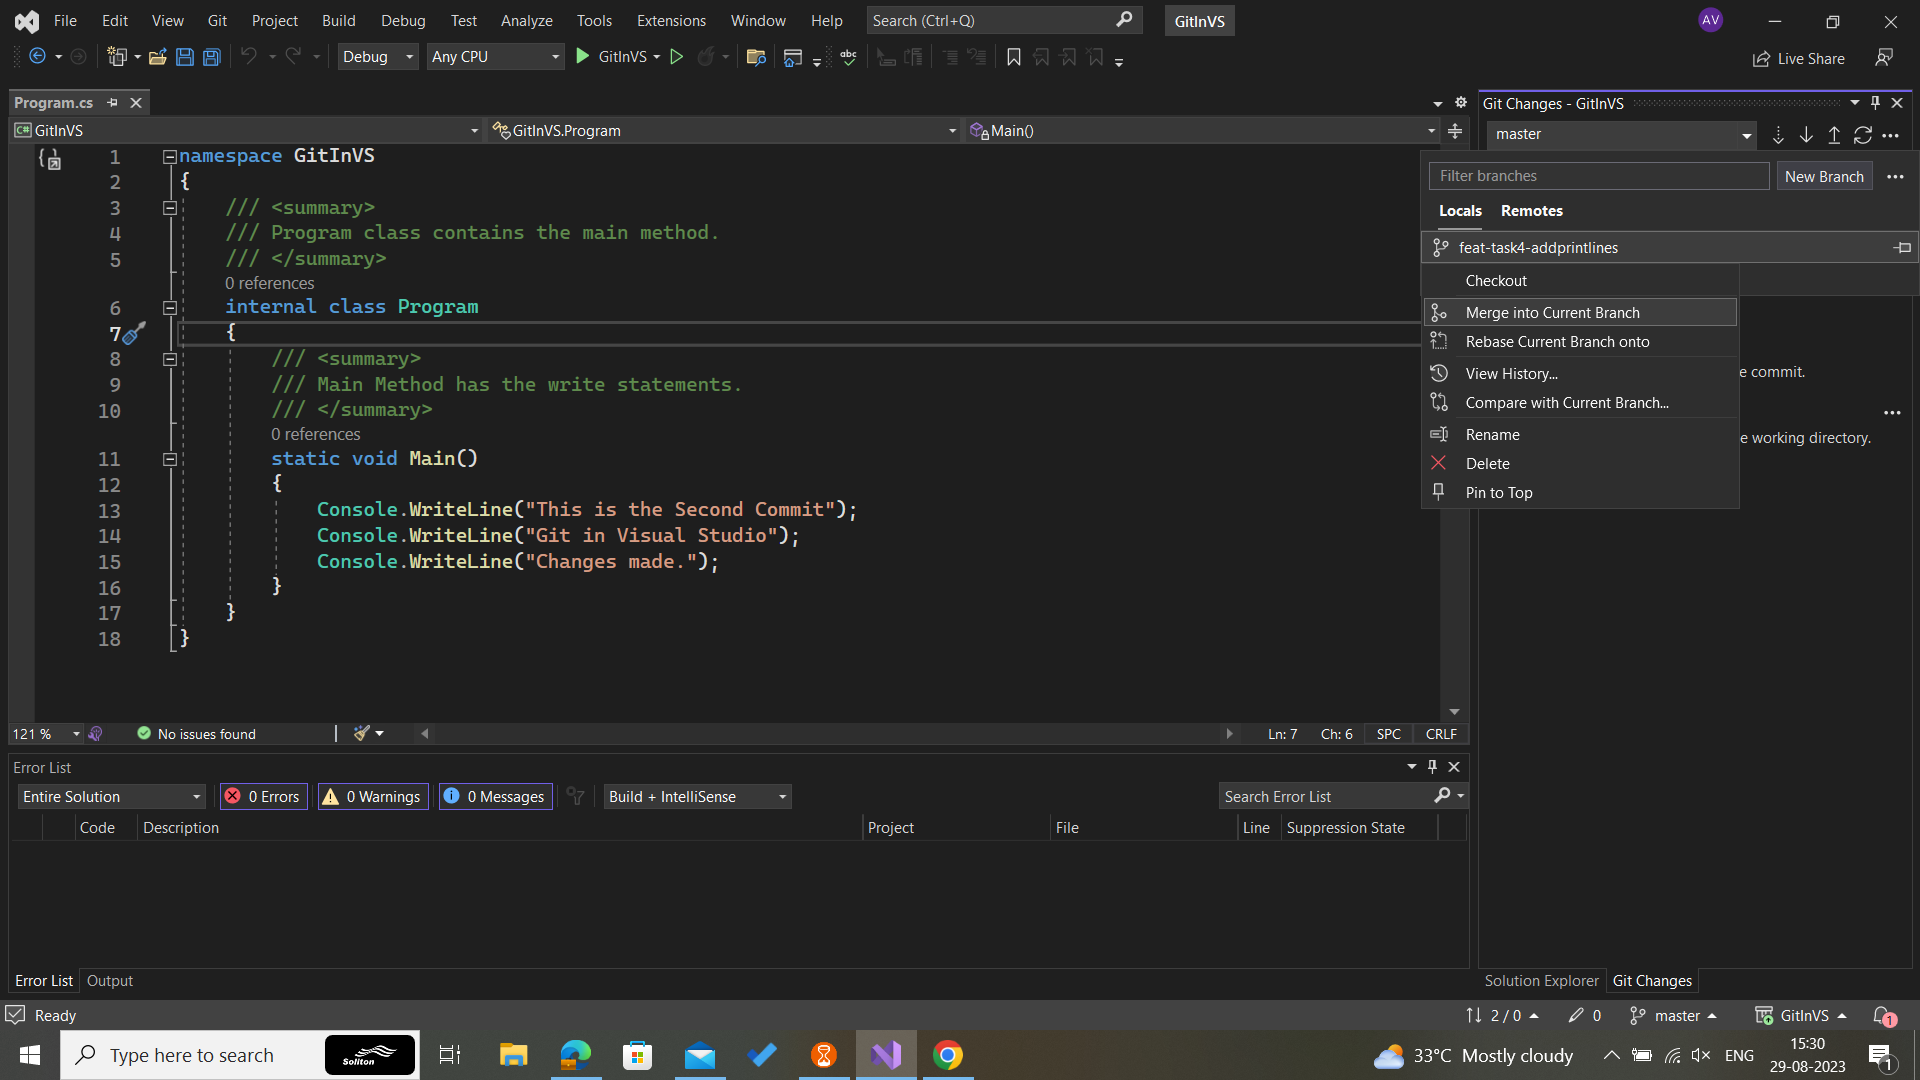 File Edit View Git Project Build Debug Test Analyze Tools Extensions Window Help Search (Ctrl+Q) GitInVS AV
Debug Any CPU GitInVS Live Share
Program.cs
GitInVS GitInVS.Program Main()
1 namespace GitInVS
2 {
3 /// <summary>
4 /// Program class contains the main method.
5 /// </summary>
0 references
6 internal class Program
7 {
8 /// <summary>
9 /// Main Method has the write statements.
10 /// </summary>
0 references
11 static void Main()
12 {
13 Console.WriteLine("This is the Second Commit");
14 Console.WriteLine("Git in Visual Studio");
15 Console.WriteLine("Changes made.");
16 }
17 }
18 }
121 % No issues found Ln: 7 Ch: 6 SPC CRLF
Git Changes - GitInVS
master
Filter branches New Branch
Locals Remotes
feat-task4-addprintlines
Checkout
Merge into Current Branch
Rebase Current Branch onto
View History...
e commit.
Compare with Current Branch...
Rename
e working directory.
Delete
Pin to Top
Error List
Entire Solution 0 Errors 0 Warnings 0 Messages Build + IntelliSense Search Error List
Code Description Project File Line Suppression State
Error List Output
Solution Explorer Git Changes
Ready 2 / 0 0 master GitInVS 1
Type here to search Soliton 33°C Mostly cloudy ENG 15:30
29-08-2023 1